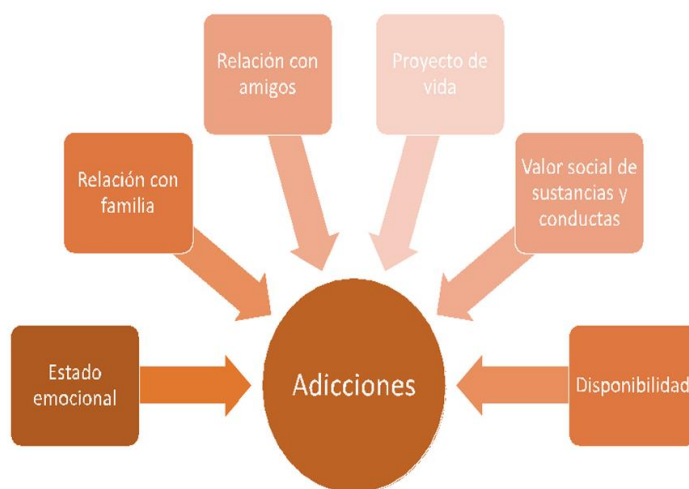 Relación con
amigos
Proyecto de
vida
Relación con
familia
Valor social de
sustancias y
conductas
Estado
emocional
Adicciones
Disponibilidad